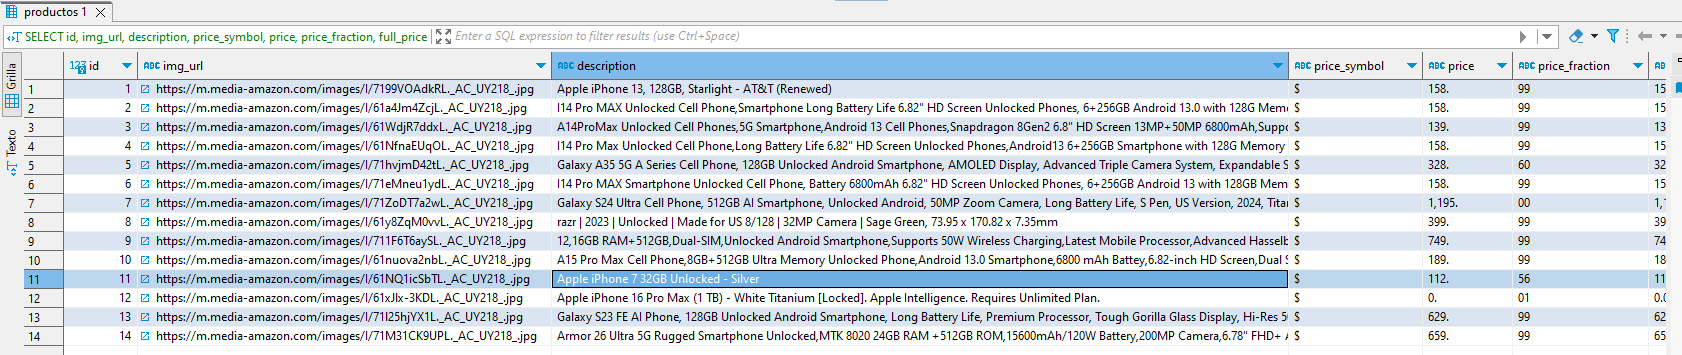 productos 1
SELECT id, img_url, description, price_symbol, price, price_fraction, full_price Enter a SQL expression to filter results (use Ctrl+Space)
Grilla
Texto
123 id ABC img_url ABC description ABC price_symbol ABC price ABC price_fraction ABC
1 1 https://m.media-amazon.com/images/I/7199VOAdkRL._AC_UY218_.jpg Apple iPhone 13, 128GB, Starlight - AT&T (Renewed) $ 158. 99 15
2 2 https://m.media-amazon.com/images/I/61a4Jm4ZcjL._AC_UY218_.jpg I14 Pro MAX Unlocked Cell Phone,Smartphone Long Battery Life 6.82" HD Screen Unlocked Phones, 6+256GB Android 13.0 with 128G Mem $ 158. 99 15
3 3 https://m.media-amazon.com/images/I/61WdjR7ddxL._AC_UY218_.jpg A14ProMax Unlocked Cell Phones,5G Smartphone,Android 13 Cell Phones,Snapdragon 8Gen2 6.8" HD Screen 13MP+50MP 6800mAh,Suppo $ 139. 99 13
4 4 https://m.media-amazon.com/images/I/61NfnaEUqOL._AC_UY218_.jpg I14 Pro MAX Unlocked Cell Phone,Long Battery Life 6.82" HD Screen Unlocked Phones,Android13 6+256GB Smartphone with 128G Memory $ 158. 99 15
5 5 https://m.media-amazon.com/images/I/71hvjmD42tL._AC_UY218_.jpg Galaxy A35 5G A Series Cell Phone, 128GB Unlocked Android Smartphone, AMOLED Display, Advanced Triple Camera System, Expandable S $ 328. 60 32
6 6 https://m.media-amazon.com/images/I/71eMneu1ydL._AC_UY218_.jpg I14 Pro MAX Smartphone Unlocked Cell Phone, Battery 6800mAh 6.82" HD Screen Unlocked Phones, 6+256GB Android 13 with 128GB Mem $ 158. 99 15
7 7 https://m.media-amazon.com/images/I/71ZoDT7a2wL._AC_UY218_.jpg Galaxy S24 Ultra Cell Phone, 512GB AI Smartphone, Unlocked Android, 50MP Zoom Camera, Long Battery Life, S Pen, US Version, 2024, Titan $ 1,195. 00 1,1
8 8 https://m.media-amazon.com/images/I/61y8ZqM0vvL._AC_UY218_.jpg razr | 2023 | Unlocked | Made for US 8/128 | 32MP Camera | Sage Green, 73.95 x 170.82 x 7.35mm $ 399. 99 39
9 9 https://m.media-amazon.com/images/I/711F6T6aySL._AC_UY218_.jpg 12,16GB RAM+512GB,Dual-SIM,Unlocked Android Smartphone,Supports 50W Wireless Charging,Latest Mobile Processor,Advanced Hasselb $ 749. 99 74
10 10 https://m.media-amazon.com/images/I/61nuova2nbL._AC_UY218_.jpg A15 Pro Max Cell Phone,8GB+512GB Ultra Memory Unlocked Phone,Android 13.0 Smartphone,6800 mAh Battey,6.82-inch HD Screen,Dual S $ 189. 99 18
11 11 https://m.media-amazon.com/images/I/61NQ1icSbTL._AC_UY218_.jpg Apple iPhone 7 32GB Unlocked - Silver $ 112. 56 11
12 12 https://m.media-amazon.com/images/I/61xJIx-3KDL._AC_UY218_.jpg Apple iPhone 16 Pro Max (1 TB) - White Titanium [Locked]. Apple Intelligence. Requires Unlimited Plan. $ 0. 01 0.0
13 13 https://m.media-amazon.com/images/I/71I25hjYX1L._AC_UY218_.jpg Galaxy S23 FE AI Phone, 128GB Unlocked Android Smartphone, Long Battery Life, Premium Processor, Tough Gorilla Glass Display, Hi-Res 5 $ 629. 99 62
14 14 https://m.media-amazon.com/images/I/71M31CK9UPL._AC_UY218_.jpg Armor 26 Ultra 5G Rugged Smartphone Unlocked,MTK 8020 24GB RAM +512GB ROM,15600mAh/120W Battery,200MP Camera,6.78" FHD+ $ 659. 99 65